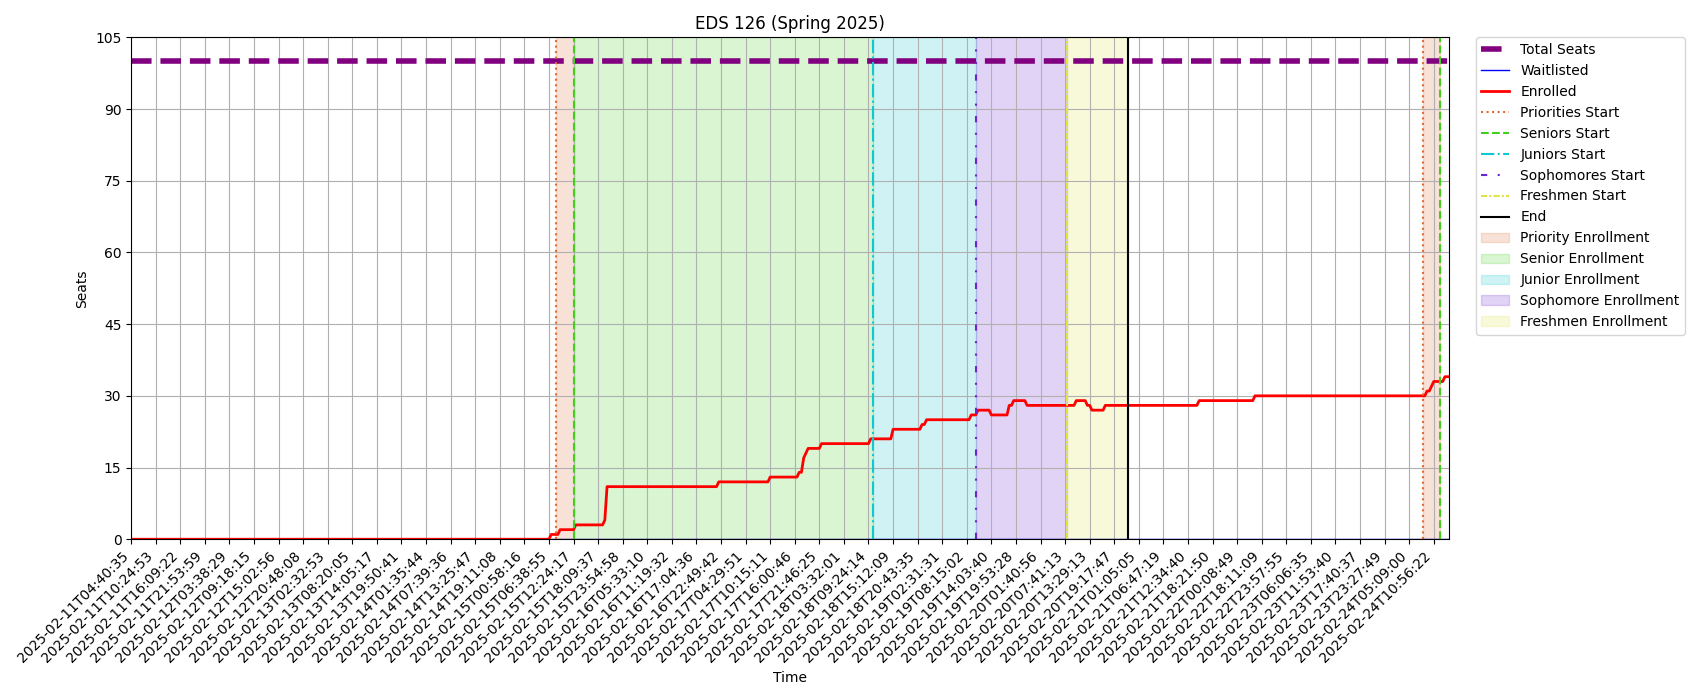 EDS 126 (Spring 2025)
105
90
75
60
45
30
15
0
Seats
2025-02-11T04:40:35
2025-02-11T10:24:53
2025-02-11T16:09:22
2025-02-11T21:53:59
2025-02-12T03:38:29
2025-02-12T09:18:15
2025-02-12T15:02:56
2025-02-12T20:48:08
2025-02-13T02:32:53
2025-02-13T08:20:05
2025-02-13T14:05:17
2025-02-13T19:50:41
2025-02-14T01:35:44
2025-02-14T07:39:36
2025-02-14T13:25:47
2025-02-14T19:11:08
2025-02-15T00:58:16
2025-02-15T06:38:55
2025-02-15T12:24:17
2025-02-15T18:09:37
2025-02-15T23:54:58
2025-02-16T05:33:10
2025-02-16T11:19:32
2025-02-16T17:04:36
2025-02-16T22:49:42
2025-02-17T04:29:51
2025-02-17T10:15:11
2025-02-17T16:00:46
2025-02-17T21:46:25
2025-02-18T03:32:01
2025-02-18T09:24:14
2025-02-18T15:12:09
2025-02-18T20:43:35
2025-02-19T02:31:31
2025-02-19T08:15:02
2025-02-19T14:03:40
2025-02-19T19:53:28
2025-02-20T01:40:56
2025-02-20T07:41:13
2025-02-20T13:29:13
2025-02-20T19:17:47
2025-02-21T01:05:05
2025-02-21T06:47:19
2025-02-21T12:34:40
2025-02-21T18:21:50
2025-02-22T00:08:49
2025-02-22T18:11:09
2025-02-22T23:57:55
2025-02-23T06:06:35
2025-02-23T11:53:40
2025-02-23T17:40:37
2025-02-23T23:27:49
2025-02-24T05:09:00
2025-02-24T10:56:22
Time
Total Seats
Waitlisted
Enrolled
Priorities Start
Seniors Start
Juniors Start
Sophomores Start
Freshmen Start
End
Priority Enrollment
Senior Enrollment
Junior Enrollment
Sophomore Enrollment
Freshmen Enrollment